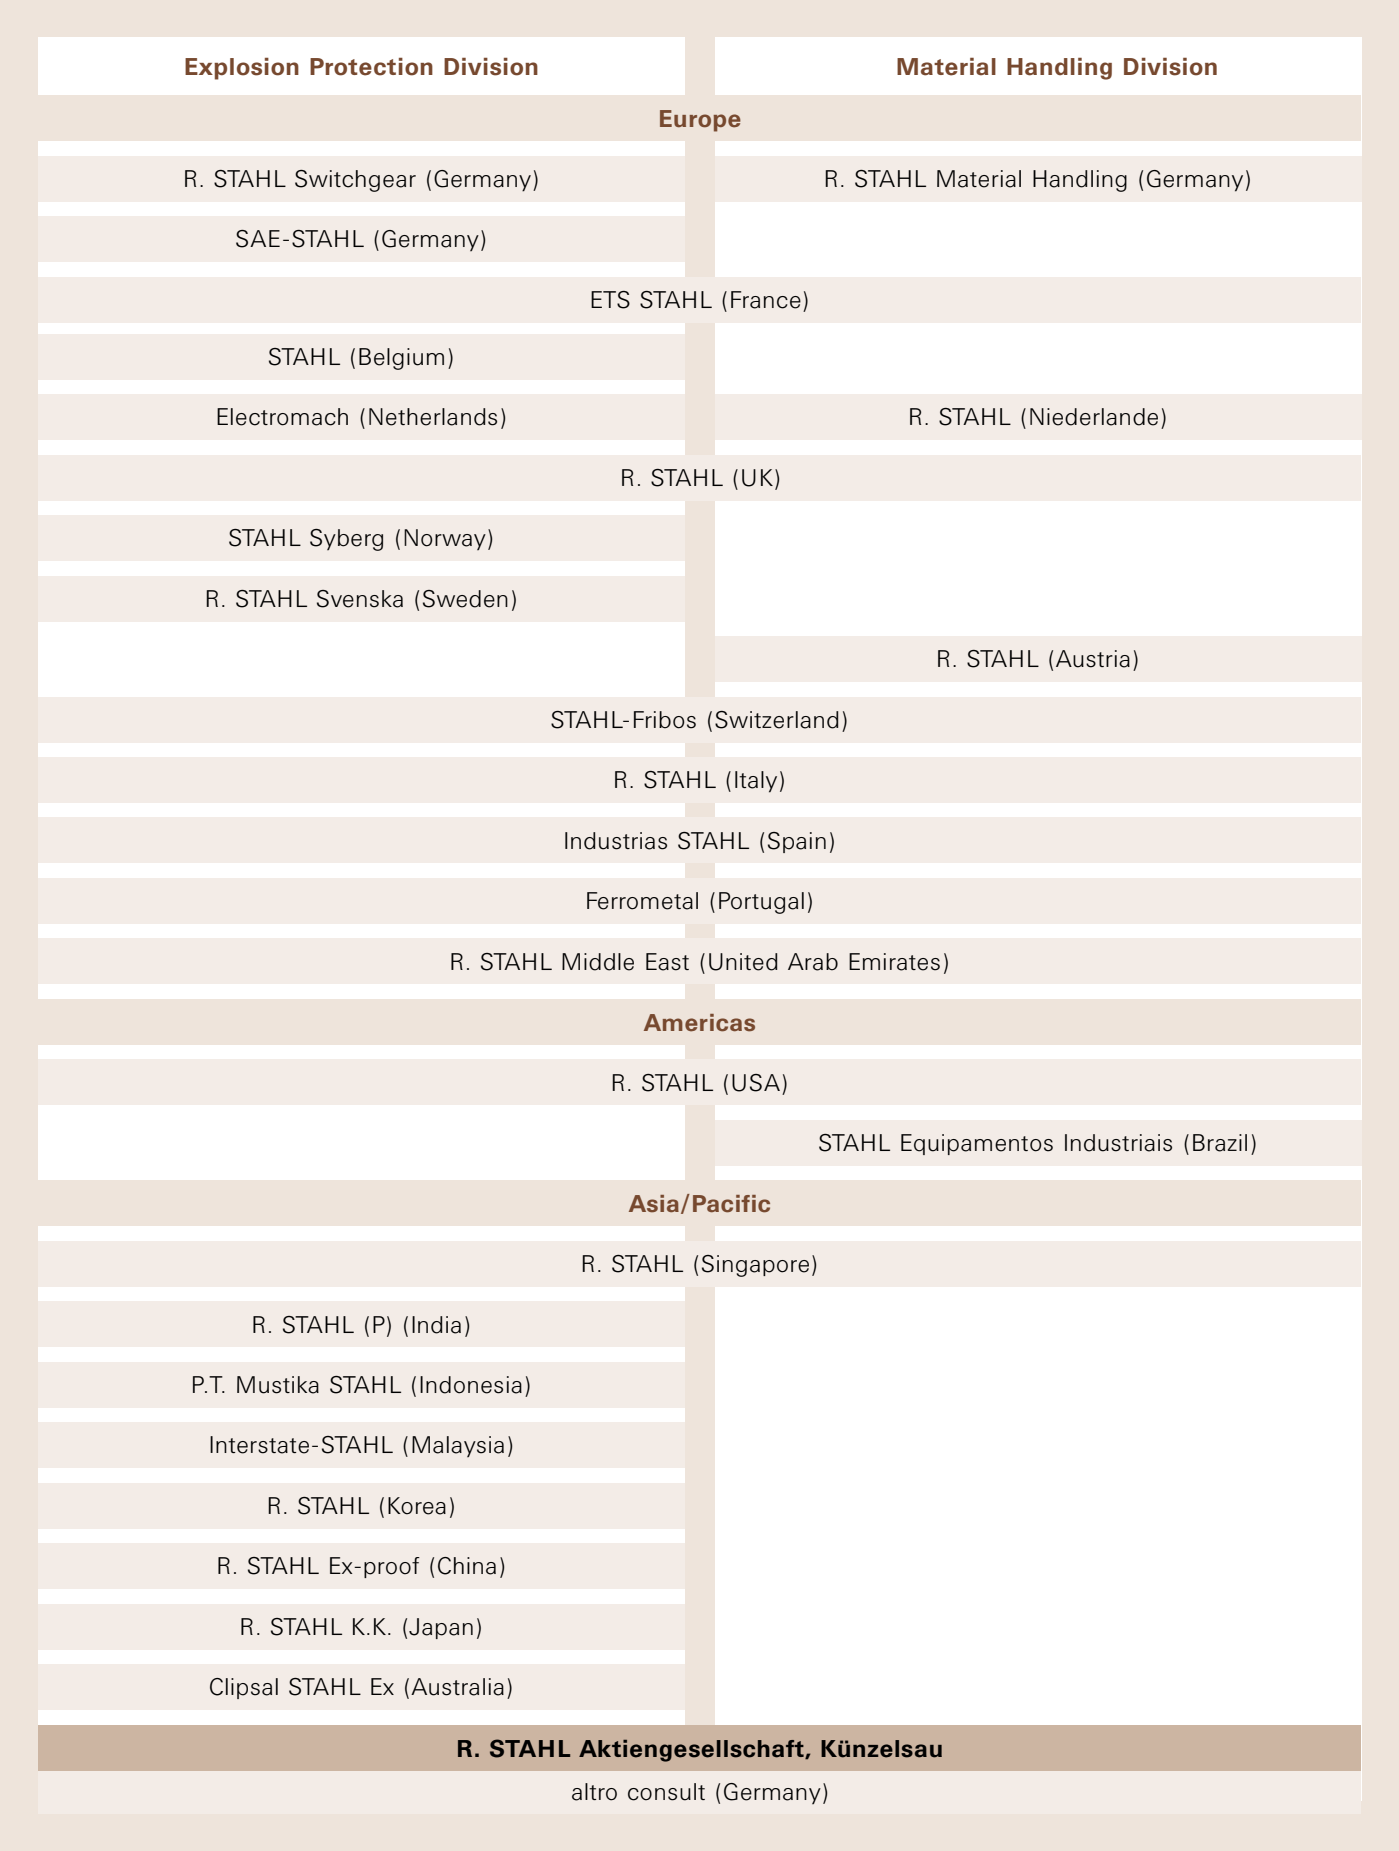 Explosion Protection Division
Material Handling Division
Europe
R. STAHL Switchgear (Germany)
R. STAHL Material Handling (Germany)
SAE-STAHL (Germany)
ETS STAHL (France)
STAHL (Belgium)
Electromach (Netherlands)
R. STAHL (Niederlande)
R. STAHL (UK)
STAHL Syberg (Norway)
R. STAHL Svenska (Sweden)
R. STAHL (Austria)
STAHL-Fribos (Switzerland)
R. STAHL (Italy)
Industrias STAHL (Spain)
Ferrometal (Portugal)
R. STAHL Middle East (United Arab Emirates)
Americas
R. STAHL (USA)
STAHL Equipamentos Industriais (Brazil)
Asia/Pacific
R. STAHL (Singapore)
R. STAHL (P) (India)
P.T. Mustika STAHL (Indonesia)
Interstate-STAHL (Malaysia)
R. STAHL (Korea)
R. STAHL Ex-proof (China)
R. STAHL K.K. (Japan)
Clipsal STAHL Ex (Australia)
R. STAHL Aktiengesellschaft, Künzelsau
altro consult (Germany)